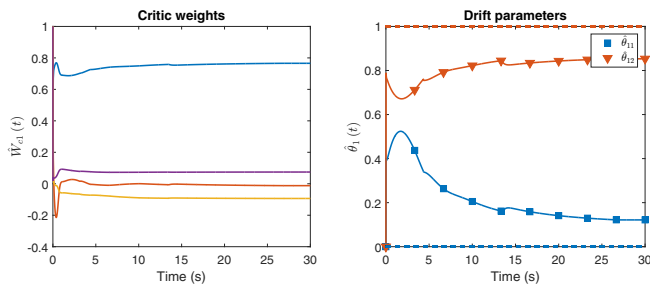 Critic weights
Ŵc1 (t)
1
0.8
0.6
0.4
0.2
0
-0.2
-0.4
0 5 10 15 20 25 30
Time (s)
Drift parameters
θ̂1 (t)
1
0.8
0.6
0.4
0.2
0
0 5 10 15 20 25 30
Time (s)
θ̂11
θ̂12